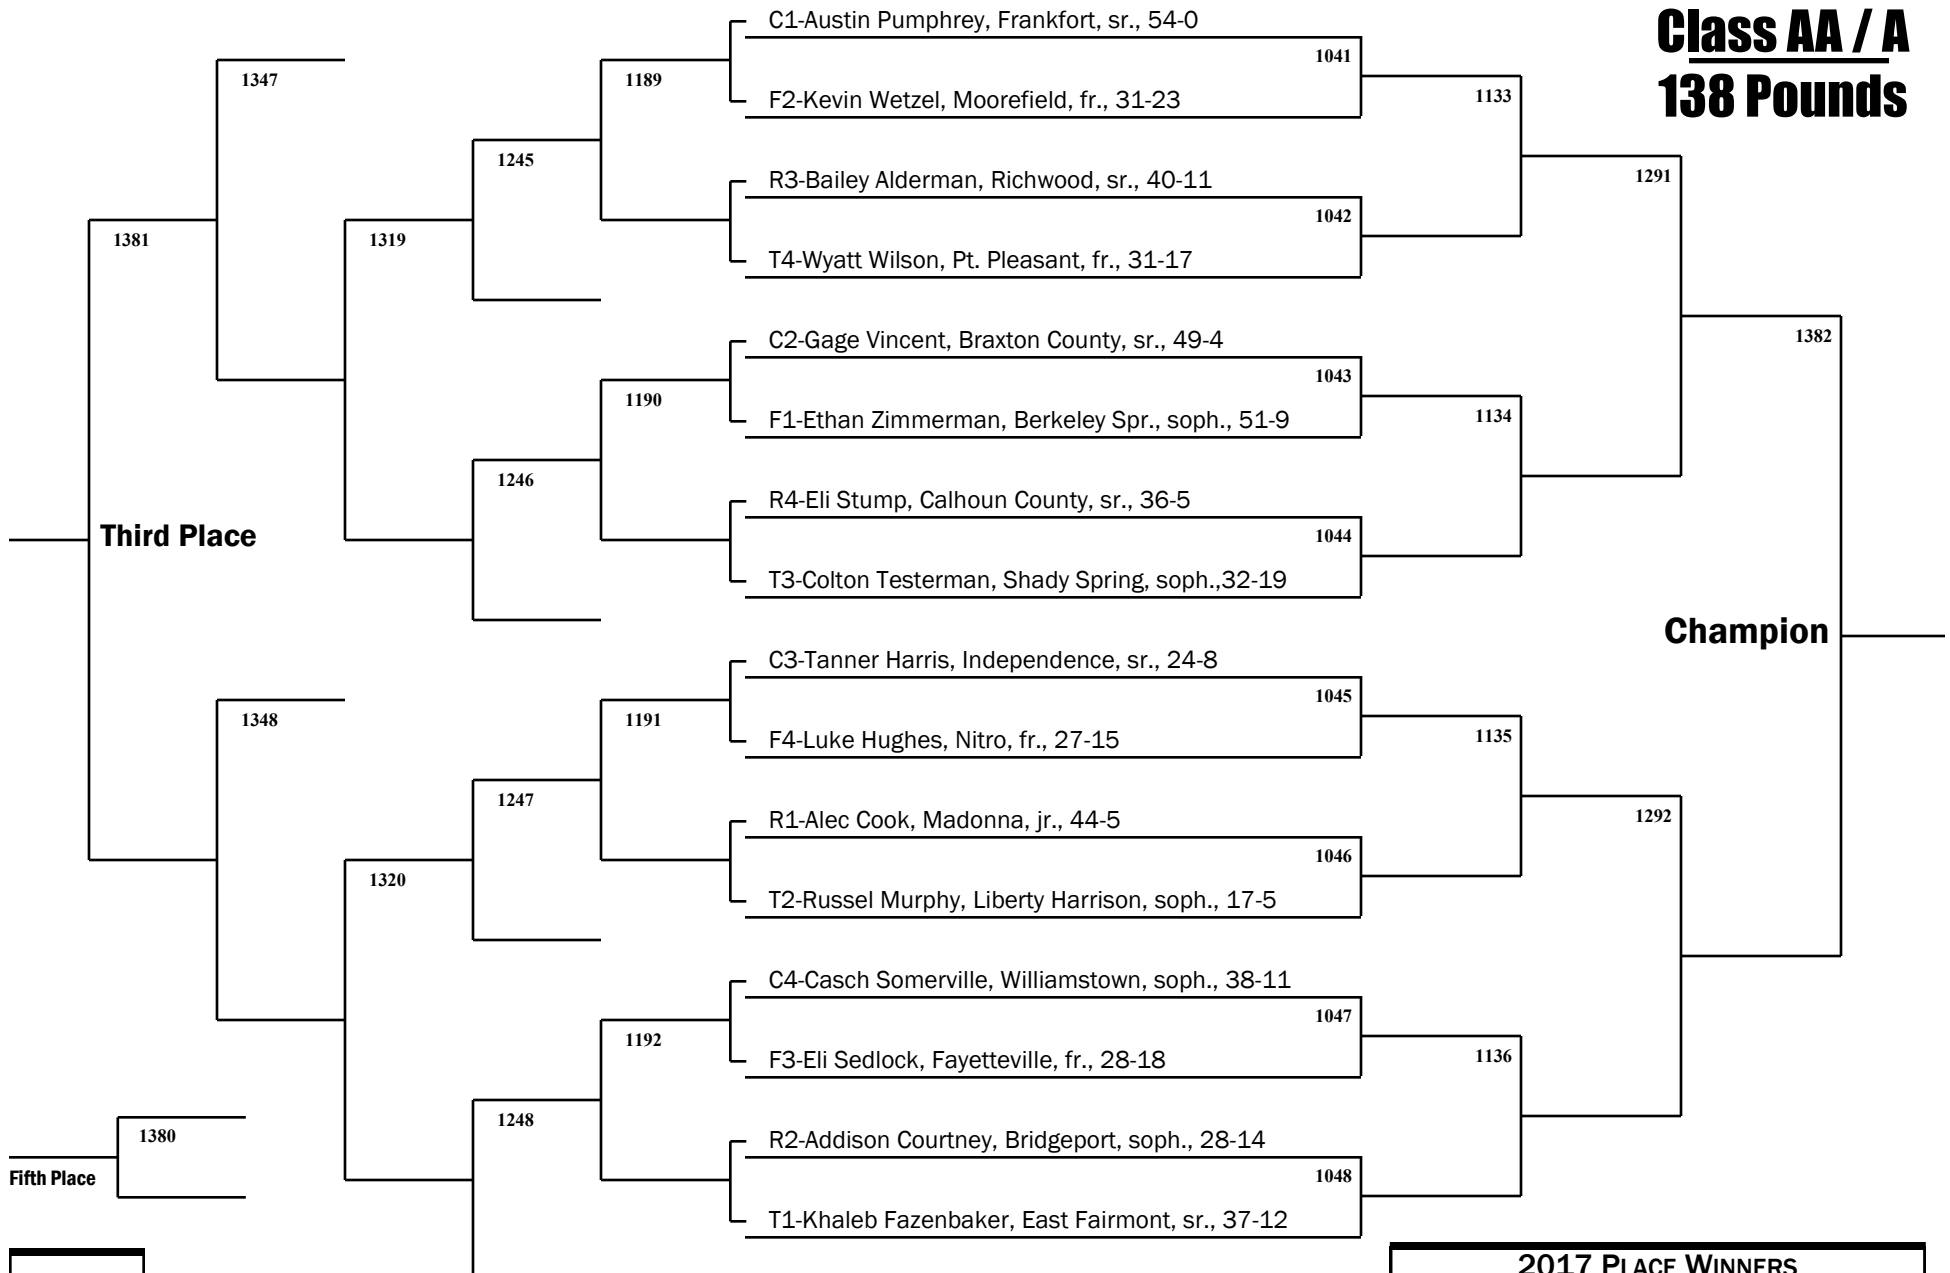 Class AA / A
138 Pounds
C1-Austin Pumphrey, Frankfort, sr., 54-0
1041
1347
1189
F2-Kevin Wetzel, Moorefield, fr., 31-23
1133
1245
R3-Bailey Alderman, Richwood, sr., 40-11
1291
1042
1381
1319
T4-Wyatt Wilson, Pt. Pleasant, fr., 31-17
C2-Gage Vincent, Braxton County, sr., 49-4
1382
1043
1190
F1-Ethan Zimmerman, Berkeley Spr., soph., 51-9
1134
1246
R4-Eli Stump, Calhoun County, sr., 36-5
1044
Third Place
T3-Colton Testerman, Shady Spring, soph.,32-19
Champion
C3-Tanner Harris, Independence, sr., 24-8
1045
1348
1191
F4-Luke Hughes, Nitro, fr., 27-15
1135
1247
R1-Alec Cook, Madonna, jr., 44-5
1292
1046
1320
T2-Russel Murphy, Liberty Harrison, soph., 17-5
C4-Casch Somerville, Williamstown, soph., 38-11
1047
1192
F3-Eli Sedlock, Fayetteville, fr., 28-18
1136
1248
1380
R2-Addison Courtney, Bridgeport, soph., 28-14
Fifth Place
1048
T1-Khaleb Fazenbaker, East Fairmont, sr., 37-12
2017 PLACE WINNERS